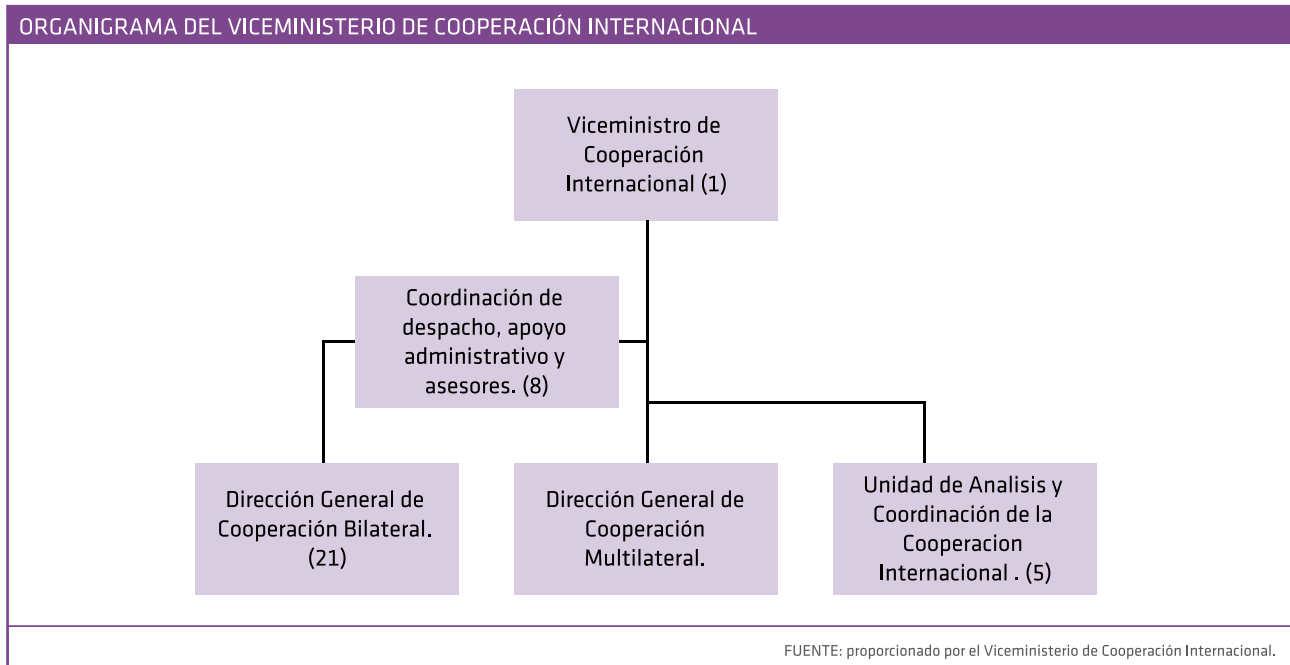 ORGANIGRAMA DEL VICEMINISTERIO DE COOPERACIÓN INTERNACIONAL
Viceministro de
Cooperación
Internacional (1)
Coordinación de
despacho, apoyo
administrativo y
asesores. (8)
Dirección General de
Cooperación Bilateral.
(21)
Dirección General de
Cooperación
Multilateral.
Unidad de Analisis y
Coordinación de la
Cooperacion
Internacional . (5)
FUENTE: proporcionado por el Viceministerio de Cooperación Internacional.